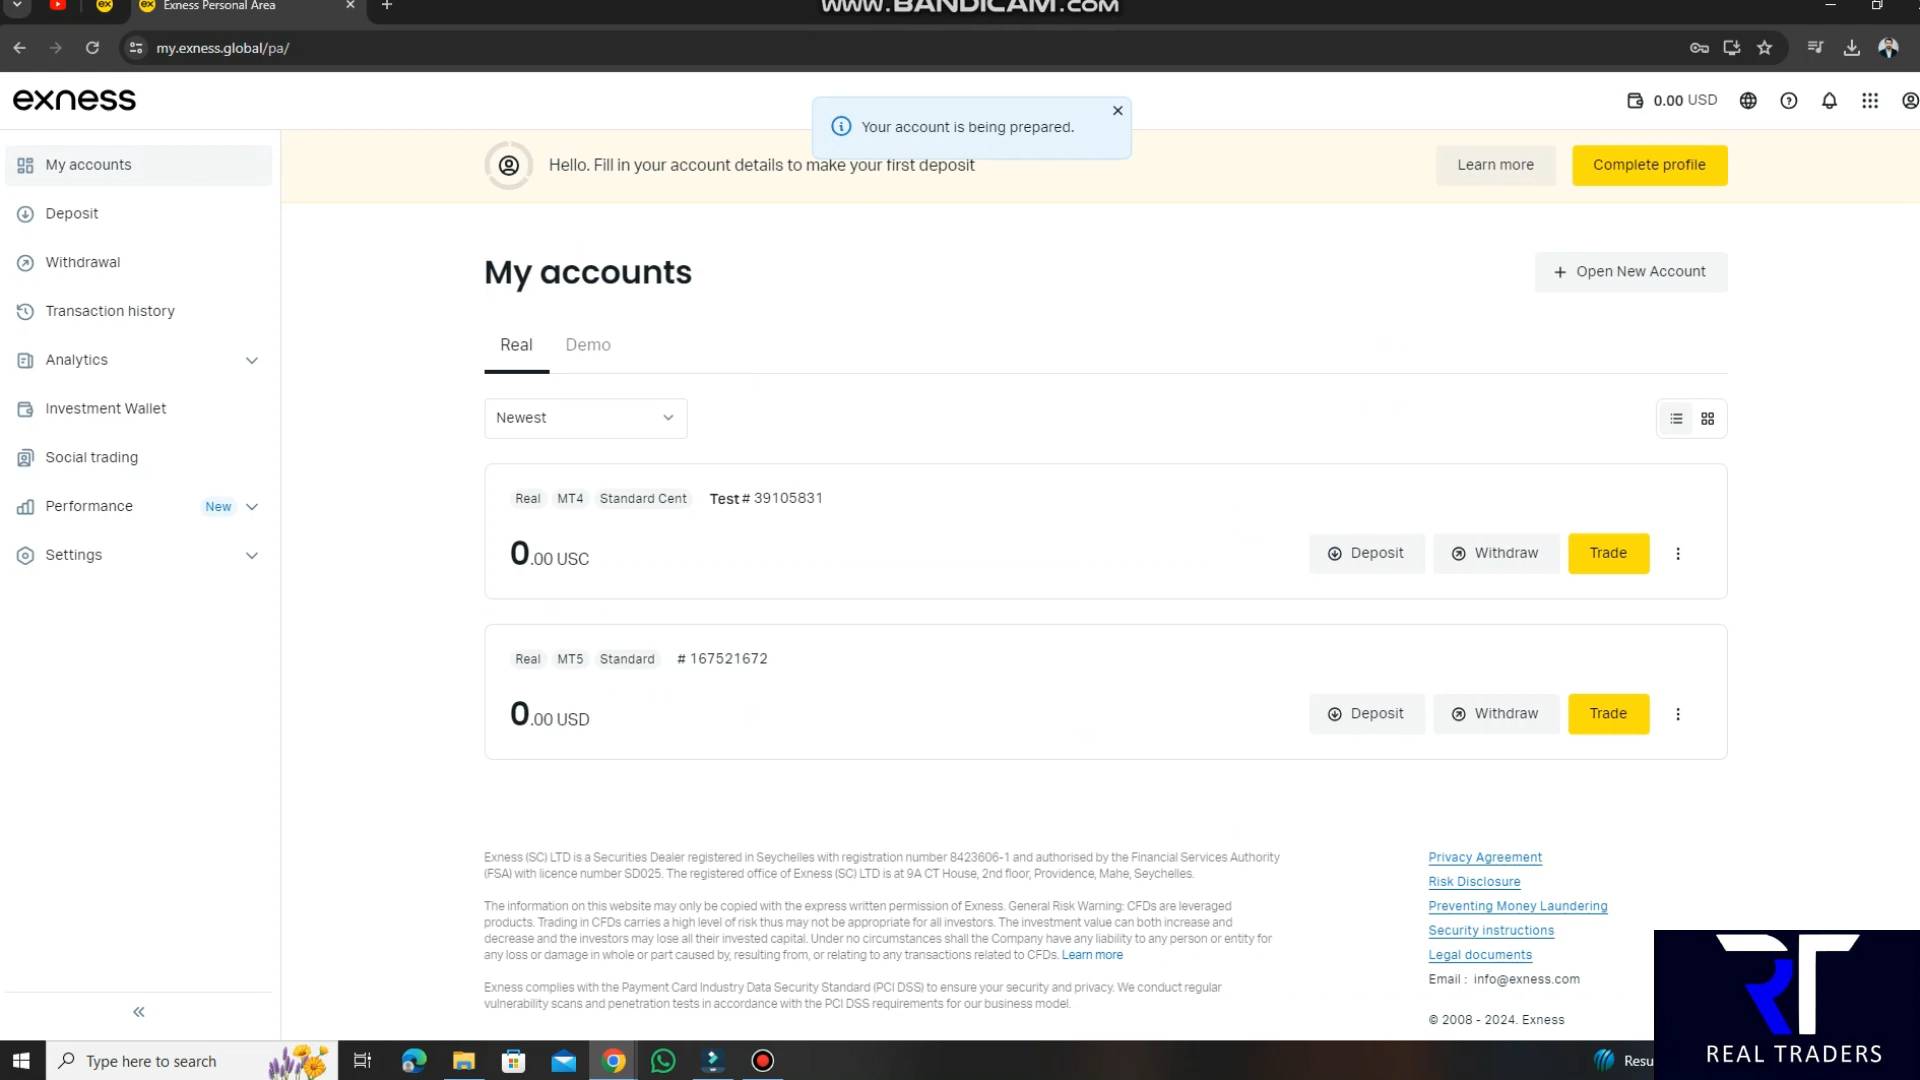 www.BANDICAM.com
Exness Personal Area
my.exness.global/pa/
exness
0.00 USD
Your account is being prepared.
Hello. Fill in your account details to make your first deposit
Learn more
Complete profile
My accounts
Deposit
Withdrawal
Transaction history
Analytics
Investment Wallet
Social trading
Performance New
Settings
My accounts
+ Open New Account
Real Demo
Newest
Real MT4 Standard Cent Test # 39105831
0.00 USC
Deposit Withdraw Trade
Real MT5 Standard # 167521672
0.00 USD
Deposit Withdraw Trade
Exness (SC) LTD is a Securities Dealer registered in Seychelles with registration number 8423606-1 and authorised by the Financial Services Authority
(FSA) with licence number SD025. The registered office of Exness (SC) LTD is at 9A CT House, 2nd floor, Providence, Mahe, Seychelles.
The information on this website may only be copied with the express written permission of Exness. General Risk Warning: CFDs are leveraged
products. Trading in CFDs carries a high level of risk thus may not be appropriate for all investors. The investment value can both increase and
decrease and the investors may lose all their invested capital. Under no circumstances shall the Company have any liability to any person or entity for
any loss or damage in whole or part caused by, resulting from, or relating to any transactions related to CFDs. Learn more
Exness complies with the Payment Card Industry Data Security Standard (PCI DSS) to ensure your security and privacy. We conduct regular
vulnerability scans and penetration tests in accordance with the PCI DSS requirements for our business model.
Privacy Agreement
Risk Disclosure
Preventing Money Laundering
Security instructions
Legal documents
Email : info@exness.com
© 2008 - 2024. Exness
Type here to search
Resu
RT
REAL TRADERS